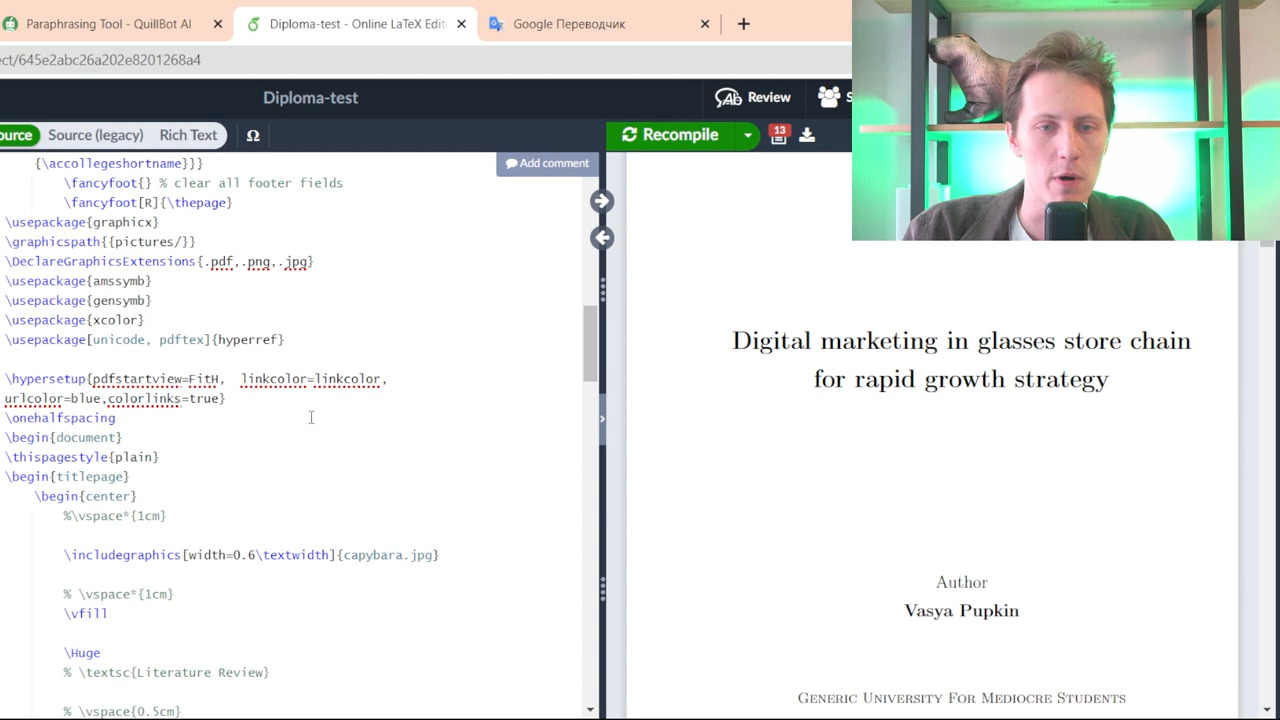 Paraphrasing Tool - QuillBot AI
Diploma-test - Online LaTeX Edit
Google Переводчик
ect/645e2abc26a202e8201268a4
Diploma-test
Review
S
ource
Source (legacy)
Rich Text
Ω
Recompile
13
{\accollegeshortname}}}
Add comment
\fancyfoot{} % clear all footer fields
\fancyfoot[R]{\thepage}
\usepackage{graphicx}
\graphicspath{{pictures/}}
\DeclareGraphicsExtensions{.pdf,.png,.jpg}
\usepackage{amssymb}
\usepackage{gensymb}
\usepackage{xcolor}
\usepackage[unicode, pdftex]{hyperref}
\hypersetup{pdfstartview=FitH,  linkcolor=linkcolor,
urlcolor=blue,colorlinks=true}
\onehalfspacing
\begin{document}
\thispagestyle{plain}
\begin{titlepage}
\begin{center}
%\vspace*{1cm}
\includegraphics[width=0.6\textwidth]{capybara.jpg}
% \vspace*{1cm}
\vfill
\Huge
% \textsc{Literature Review}
% \vspace{0.5cm}
Digital marketing in glasses store chain
for rapid growth strategy
Author
Vasya Pupkin
Generic University For Mediocre Students